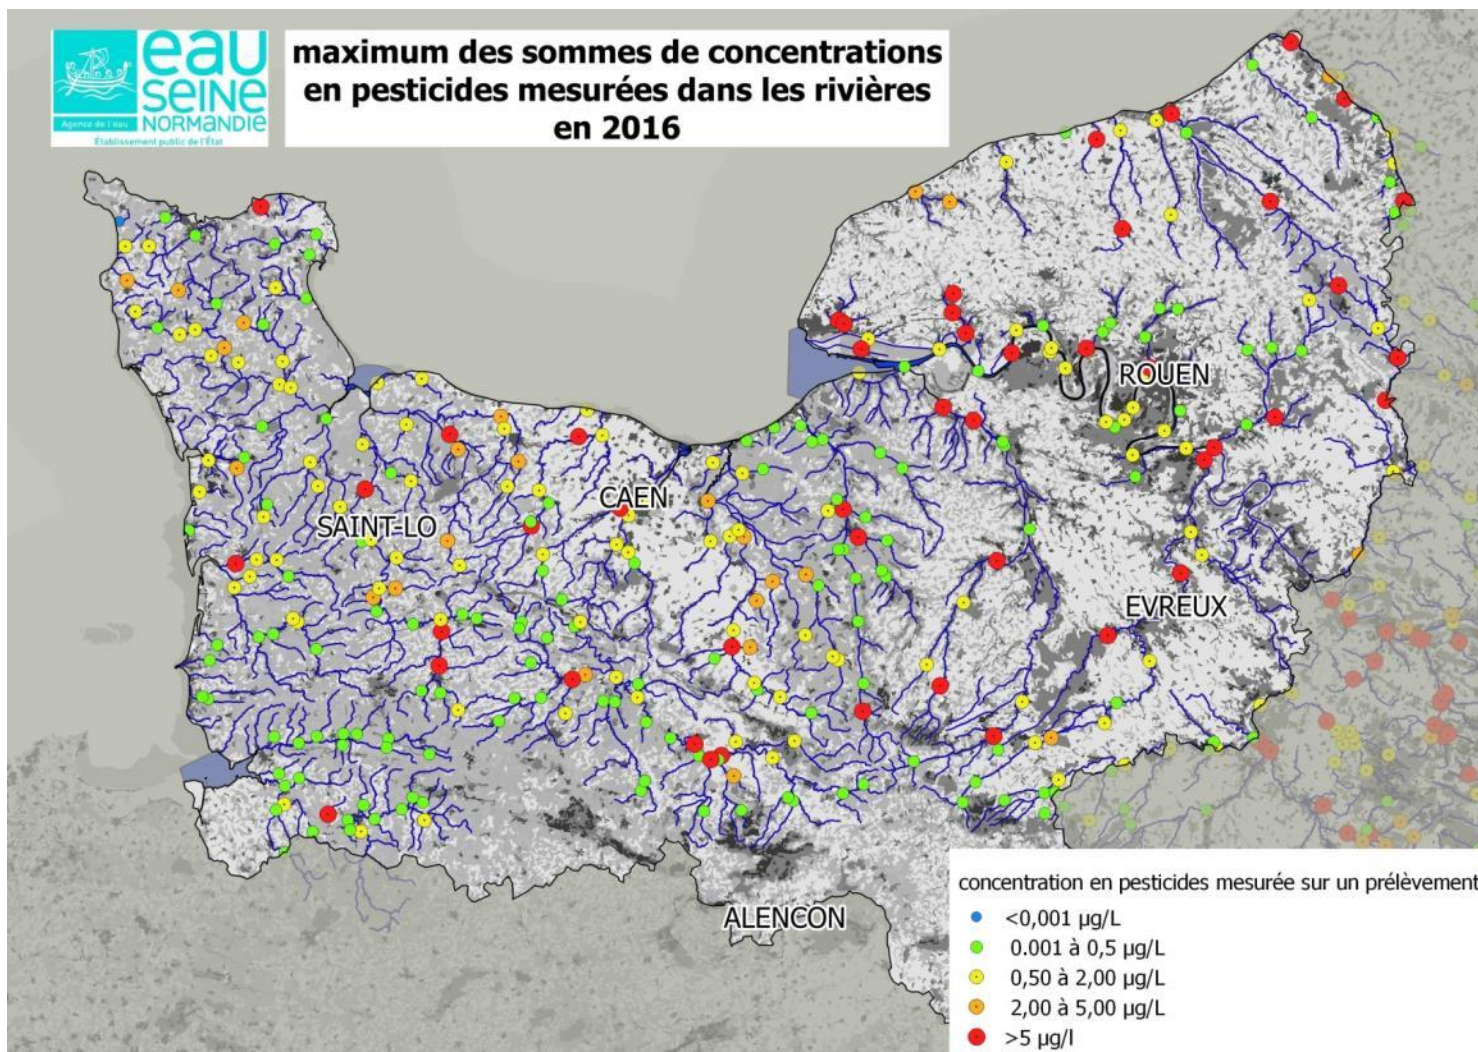 eau
SEINE
NORMANDIE
Agence de l'eau
Établissement public de l'État
maximum des sommes de concentrations
en pesticides mesurées dans les rivières
en 2016
ROUEN
CAEN
SAINT-LO
EVREUX
ALENCON
concentration en pesticides mesurée sur un prélèvement
<0,001 µg/L
0.001 à 0,5 µg/L
0,50 à 2,00 µg/L
2,00 à 5,00 µg/L
>5 µg/l